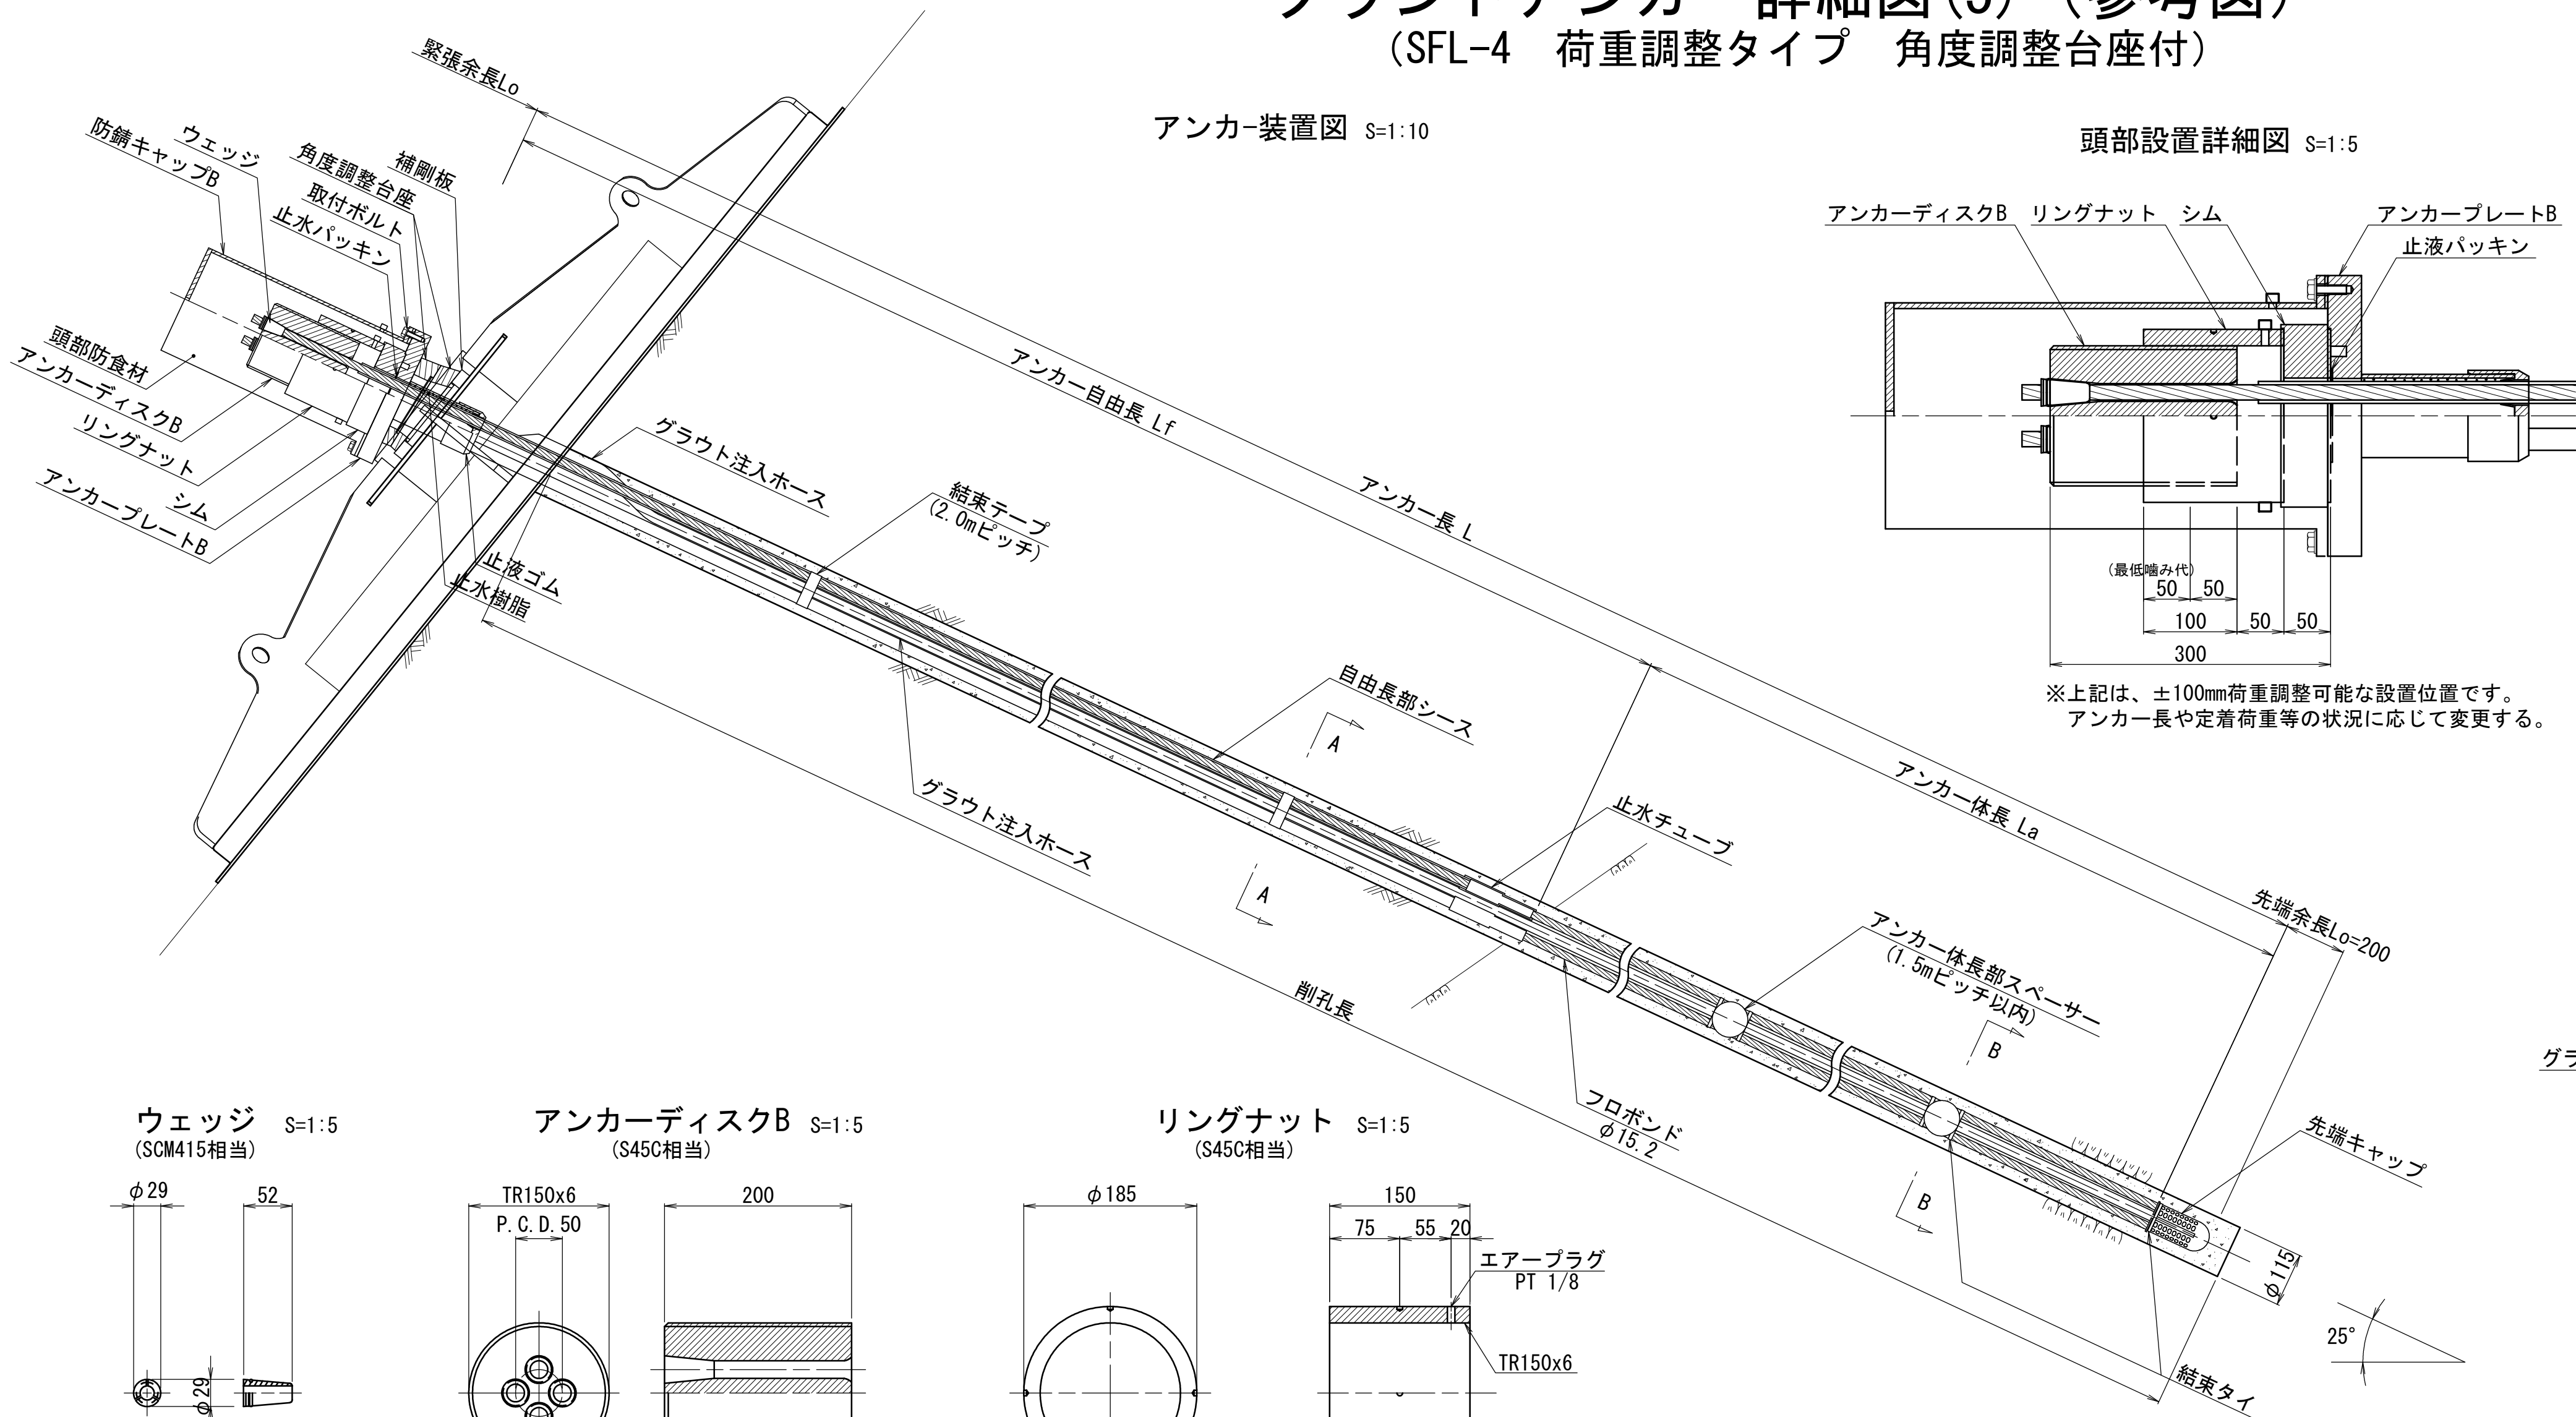 グラウンドアンカー詳細図(3) (参考図)
(SFL-4 荷重調整タイプ 角度調整台座付)
アンカー装置図 S=1:10
緊張余長Lo
防錆キャップB
ウェッジ
角度調整台座
取付ボルト
止水パッキン
補剛板
頭部防食材
アンカーディスクB
リングナット
シム
アンカープレートB
止液ゴム
止水樹脂
グラウト注入ホース
結束テープ
(2.0mピッチ)
アンカー自由長 Lf
アンカー長 L
自由長部シース
A
A
グラウト注入ホース
止水チューブ
アンカー体長 La
先端余長Lo=200
アンカー体長部スペーサー
(1.5mピッチ以内)
B
B
削孔長
フロボンド
φ15.2
先端キャップ
φ115
25°
結束タイ
頭部設置詳細図 S=1:5
アンカーディスクB
リングナット
シム
アンカープレートB
止液パッキン
(最低噛み代)
50
50
100
50
50
300
※上記は、±100mm荷重調整可能な設置位置です。
アンカー長や定着荷重等の状況に応じて変更する。
グラ
ウェッジ S=1:5
(SCM415相当)
φ29
52
φ29
アンカーディスクB S=1:5
(S45C相当)
TR150x6
P.C.D.50
200
リングナット S=1:5
(S45C相当)
φ185
150
75
55
20
エアープラグ
PT 1/8
TR150x6